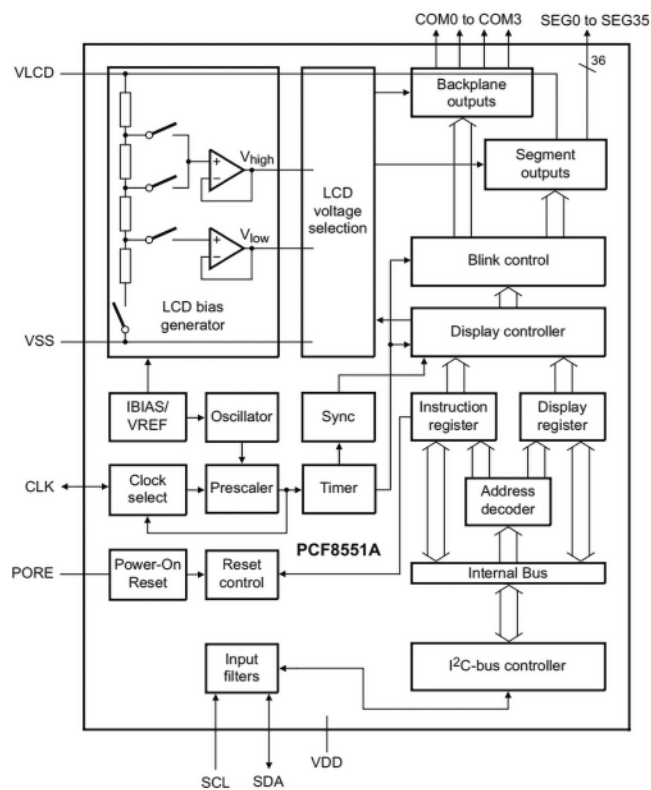 COM0 to COM3
SEG0 to SEG35
VLCD
36
Backplane
outputs
Segment
outputs
Vhigh
LCD
voltage
selection
Vlow
Blink control
LCD bias
generator
Display controller
VSS
IBIAS/
VREF
Oscillator
Sync
Instruction
register
Display
register
CLK
Clock
select
Prescaler
Timer
Address
decoder
PCF8551A
PORE
Power-On
Reset
Reset
control
Internal Bus
Input
filters
I²C-bus controller
VDD
SCL
SDA